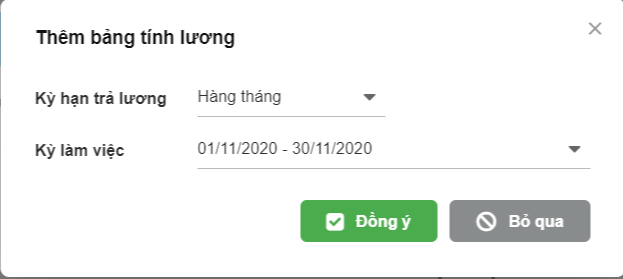 Thêm bảng tính lương
Kỳ hạn trả lương Hàng tháng
Kỳ làm việc 01/11/2020 - 30/11/2020
Đồng ý Bỏ qua